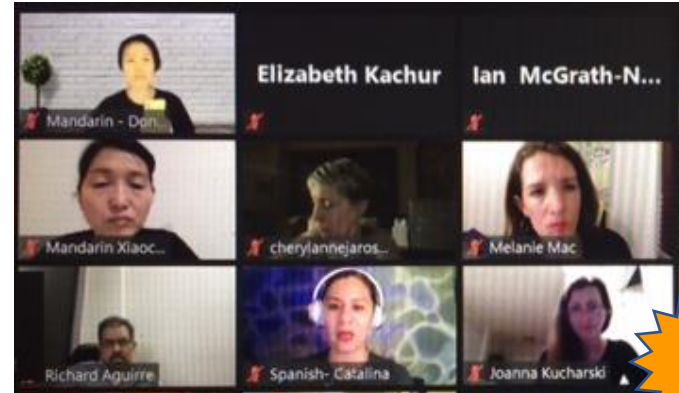 Mandarin - Don...
Elizabeth Kachur
Ian McGrath-N...
Mandarin Xiaoc...
cherylannejaros...
Melanie Mac
Richard Aguirre
Spanish- Catalina
Joanna Kucharski